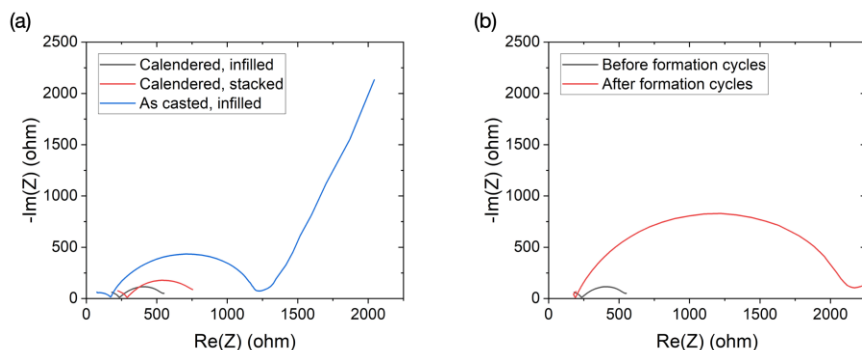 (a)
2500
2000
1500
1000
500
0
-Im(Z) (ohm)
Calendered, infilled
Calendered, stacked
As casted, infilled
0 500 1000 1500 2000
Re(Z) (ohm)
(b)
2500
2000
1500
1000
500
0
-Im(Z) (ohm)
Before formation cycles
After formation cycles
0 500 1000 1500 2000
Re(Z) (ohm)